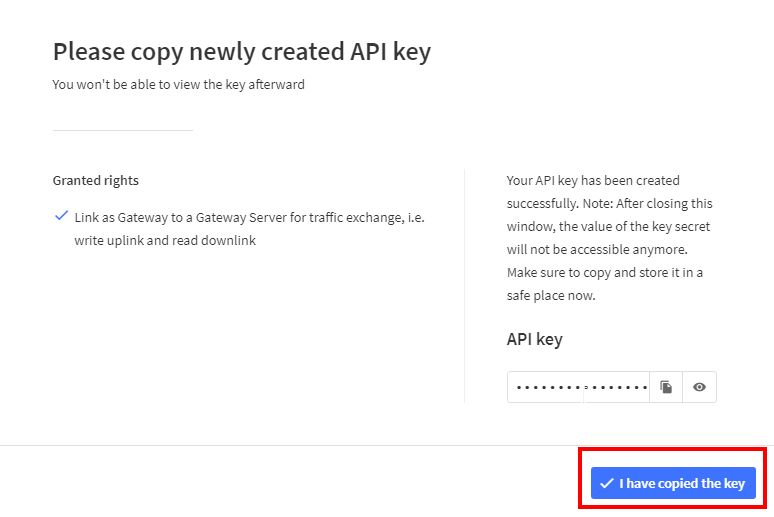 Please copy newly created API key
You won't be able to view the key afterward
Granted rights
Link as Gateway to a Gateway Server for traffic exchange, i.e.
write uplink and read downlink
Your API key has been created
successfully. Note: After closing this
window, the value of the key secret
will not be accessible anymore.
Make sure to copy and store it in a
safe place now.
API key
I have copied the key